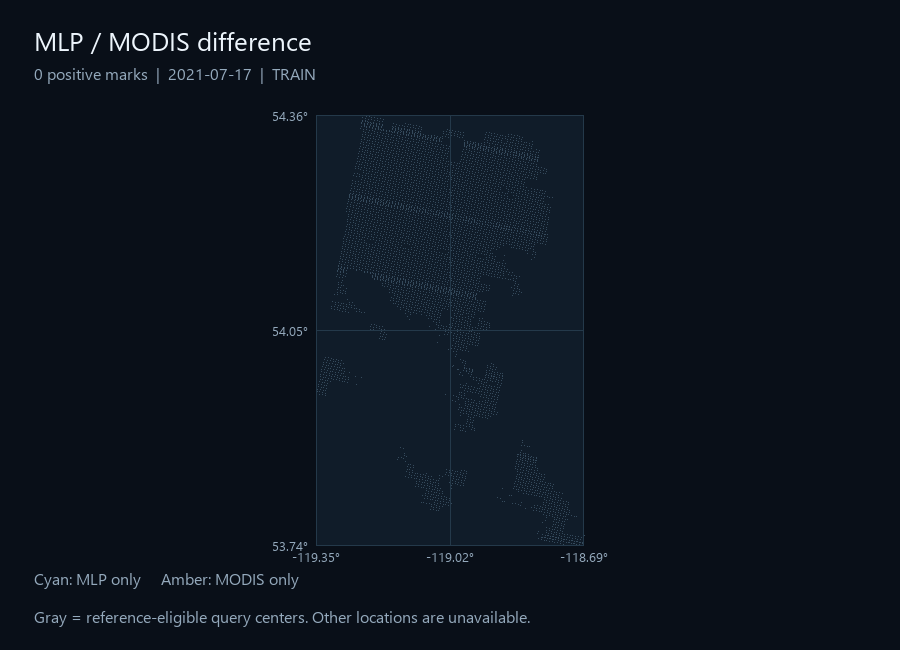 MLP / MODIS difference
0 positive marks | 2021-07-17 | TRAIN
54.36°
54.05°
53.74°
-119.35° -119.02° -118.69°
Cyan: MLP only Amber: MODIS only
Gray = reference-eligible query centers. Other locations are unavailable.